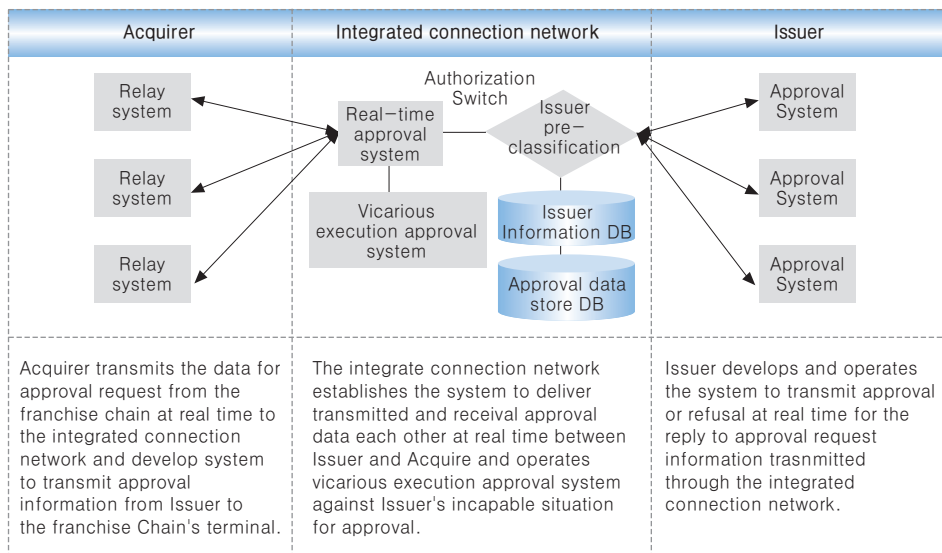 Acquirer
Integrated connection network
Issuer
Relay
system
Relay
system
Relay
system
Authorization
Switch
Real-time
approval
system
Issuer
pre-
classification
Vicarious
execution approval
system
Issuer
Information DB
Approval data
store DB
Approval
System
Approval
System
Approval
System
Acquirer transmits the data for
approval request from the
franchise chain at real time to
the integrated connection
network and develop system
to transmit approval
information from Issuer to
the franchise Chain's terminal.
The integrate connection network
establishes the system to deliver
transmitted and receival approval
data each other at real time between
Issuer and Acquire and operates
vicarious execution approval system
against Issuer's incapable situation
for approval.
Issuer develops and operates
the system to transmit approval
or refusal at real time for the
reply to approval request
information trasnmitted
through the integrated
connection network.